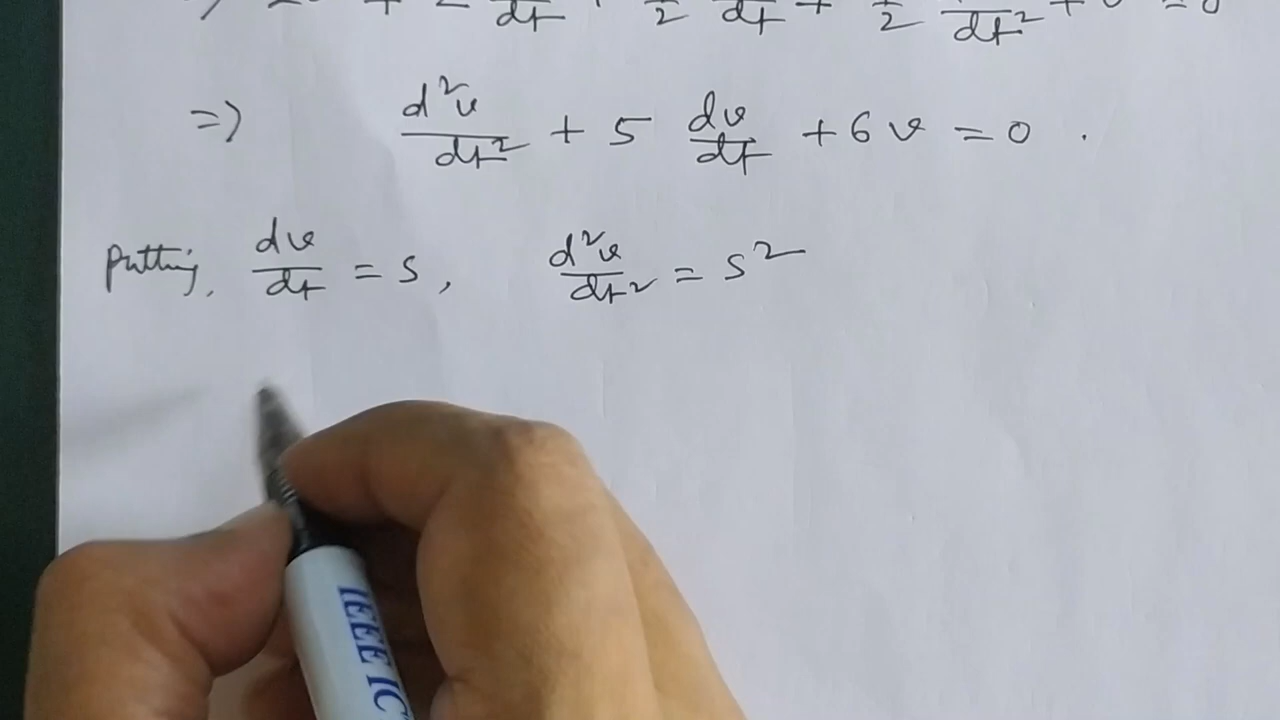 => d²v/dt² + 5 dv/dt + 6v = 0 .
Putting, dv/dt = s, d²v/dt² = s²
IEEE IC